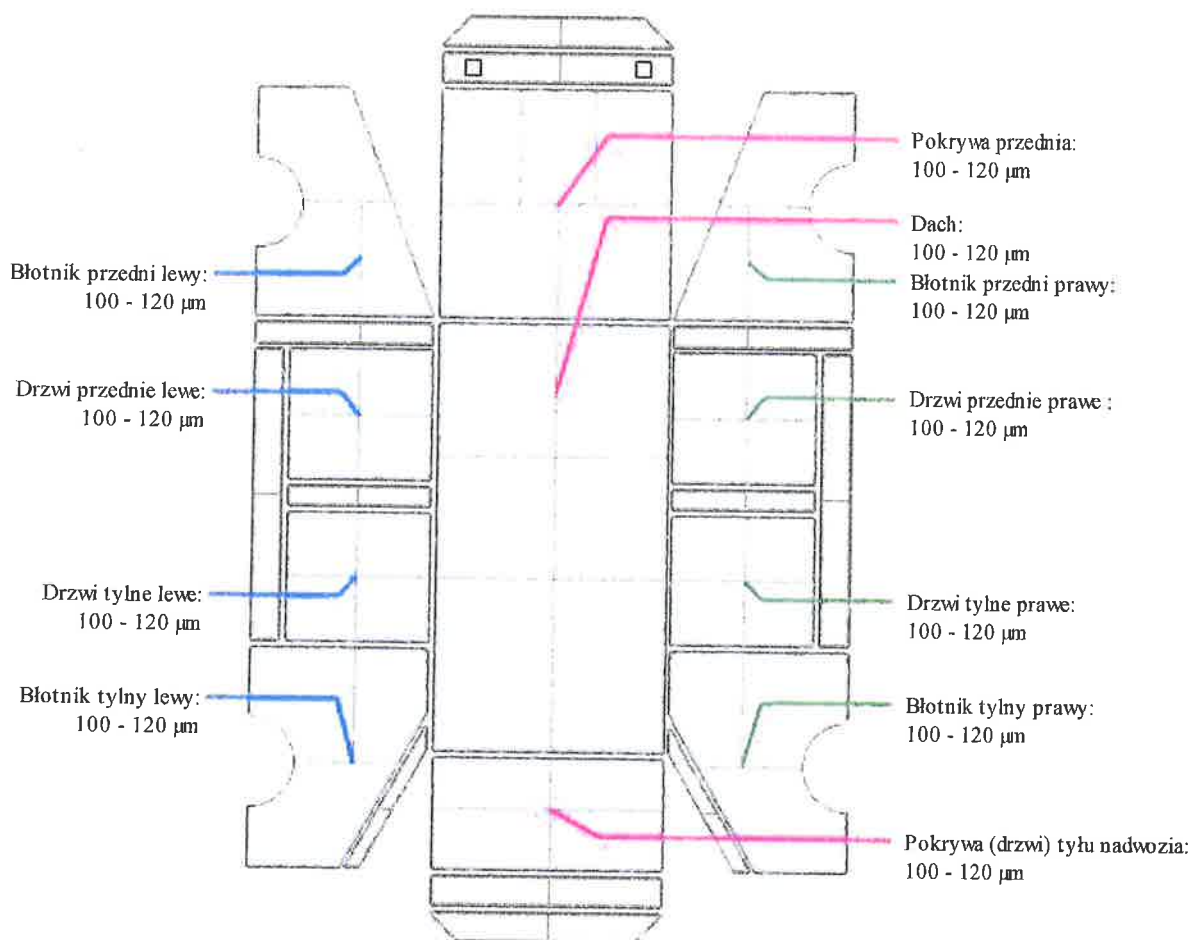 Pokrywa przednia:
100 - 120 µm
Dach:
100 - 120 µm
Błotnik przedni lewy:
100 - 120 µm
Błotnik przedni prawy:
100 - 120 µm
Drzwi przednie lewe:
100 - 120 µm
Drzwi przednie prawe :
100 - 120 µm
Drzwi tylne lewe:
100 - 120 µm
Drzwi tylne prawe:
100 - 120 µm
Błotnik tylny lewy:
100 - 120 µm
Błotnik tylny prawy:
100 - 120 µm
Pokrywa (drzwi) tyłu nadwozia:
100 - 120 µm